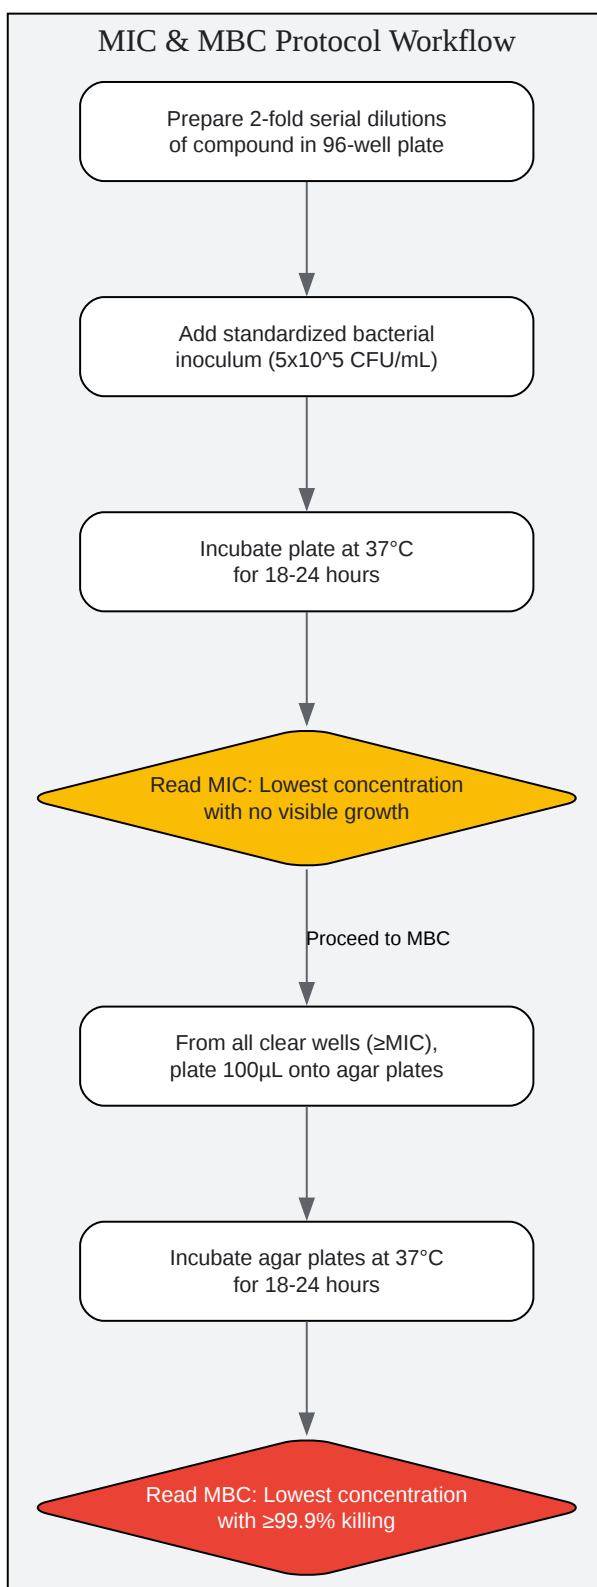 MIC & MBC Protocol Workflow
Prepare 2-fold serial dilutions
of compound in 96-well plate
Add standardized bacterial
inoculum (5x10^5 CFU/mL)
Incubate plate at 37°C
for 18-24 hours
Read MIC: Lowest concentration
with no visible growth
Proceed to MBC
From all clear wells (≥MIC),
plate 100µL onto agar plates
Incubate agar plates at 37°C
for 18-24 hours
Read MBC: Lowest concentration
with ≥99.9% killing